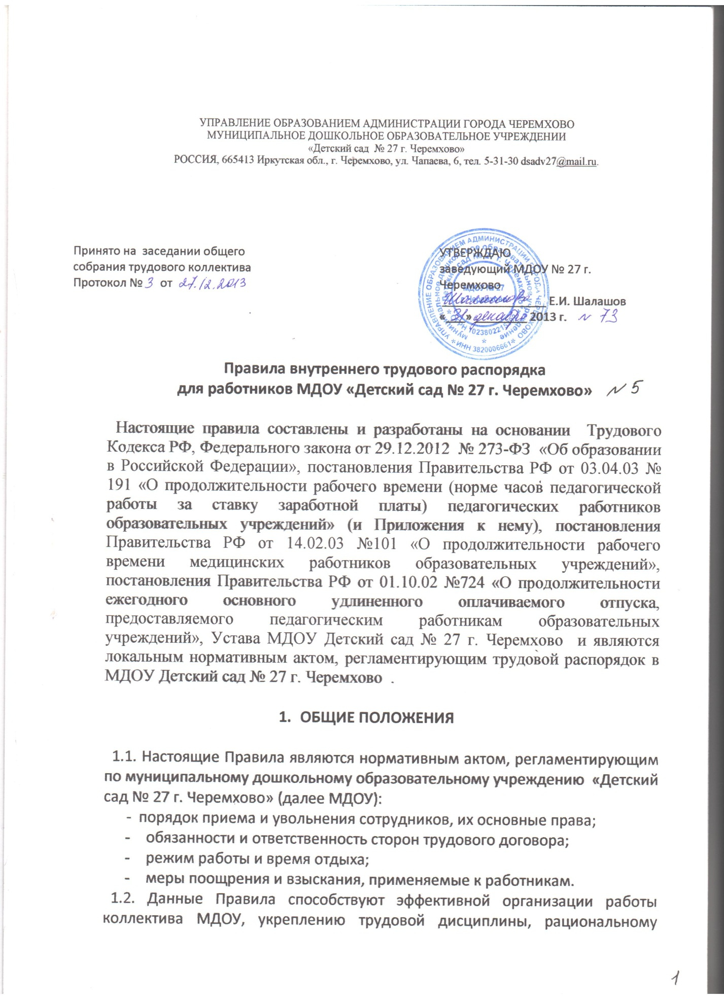 УПРАВЛЕНИЕ ОБРАЗОВАНИЕМ АДМИНИСТРАЦИИ ГОРОДА ЧЕРЕМХОВО
МУНИЦИПАЛЬНОЕ ДОШКОЛЬНОЕ ОБРАЗОВАТЕЛЬНОЕ УЧРЕЖДЕНИИ
«Детский сад № 27 г. Черемхово»
РОССИЯ, 665413 Иркутская обл., г. Черемхово, ул. Чапаева, 6, тел. 5-31-30 dsadv27@mail.ru.
Принято на заседании общего
собрания трудового коллектива
Протокол № 3 от 27.12.2013
УТВЕРЖДАЮ
заведующий МДОУ № 27 г.
Черемхово
Е.И. Шалашов
«31» декабря 2013 г. № 73
УПРАВЛЕНИЕ ОБРАЗОВАНИЕМ АДМИНИСТРАЦИИ ГОРОДА ЧЕРЕМХОВО
* ИНН 3820006661 *
МДОУ № 27
г. Черемхово
Правила внутреннего трудового распорядка
для работников МДОУ «Детский сад № 27 г. Черемхово» № 5
Настоящие правила составлены и разработаны на основании Трудового
Кодекса РФ, Федерального закона от 29.12.2012 № 273-ФЗ «Об образовании
в Российской Федерации», постановления Правительства РФ от 03.04.03 №
191 «О продолжительности рабочего времени (норме часов педагогической
работы за ставку заработной платы) педагогических работников
образовательных учреждений» (и Приложения к нему), постановления
Правительства РФ от 14.02.03 №101 «О продолжительности рабочего
времени медицинских работников образовательных учреждений»,
постановления Правительства РФ от 01.10.02 №724 «О продолжительности
ежегодного основного удлиненного оплачиваемого отпуска,
предоставляемого педагогическим работникам образовательных
учреждений», Устава МДОУ Детский сад № 27 г. Черемхово и являются
локальным нормативным актом, регламентирующим трудовой распорядок в
МДОУ Детский сад № 27 г. Черемхово .
1. ОБЩИЕ ПОЛОЖЕНИЯ
1.1. Настоящие Правила являются нормативным актом, регламентирующим
по муниципальному дошкольному образовательному учреждению «Детский
сад № 27 г. Черемхово» (далее МДОУ):
- порядок приема и увольнения сотрудников, их основные права;
- обязанности и ответственность сторон трудового договора;
- режим работы и время отдыха;
- меры поощрения и взыскания, применяемые к работникам.
1.2. Данные Правила способствуют эффективной организации работы
коллектива МДОУ, укреплению трудовой дисциплины, рациональному
1